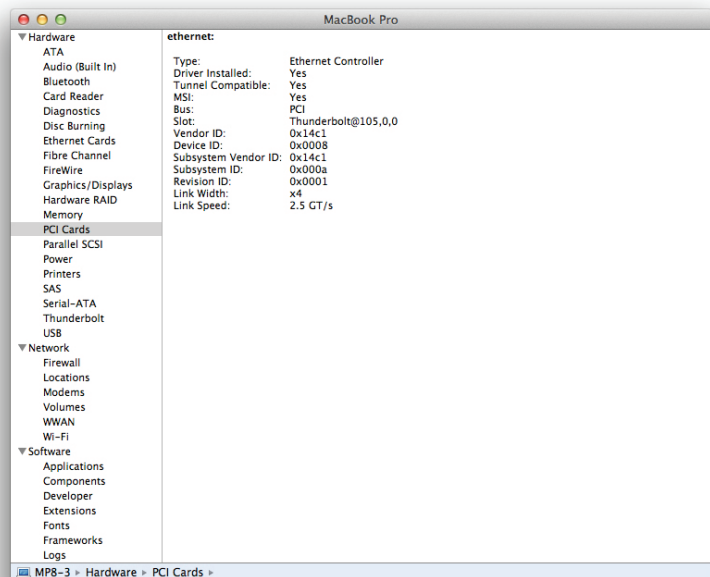 MacBook Pro
Hardware
ATA
Audio (Built In)
Bluetooth
Card Reader
Diagnostics
Disc Burning
Ethernet Cards
Fibre Channel
FireWire
Graphics/Displays
Hardware RAID
Memory
PCI Cards
Parallel SCSI
Power
Printers
SAS
Serial-ATA
Thunderbolt
USB
Network
Firewall
Locations
Modems
Volumes
WWAN
Wi-Fi
Software
Applications
Components
Developer
Extensions
Fonts
Frameworks
Logs
ethernet:
Type: Ethernet Controller
Driver Installed: Yes
Tunnel Compatible: Yes
MSI: Yes
Bus: PCI
Slot: Thunderbolt@105,0,0
Vendor ID: 0x14c1
Device ID: 0x0008
Subsystem Vendor ID: 0x14c1
Subsystem ID: 0x000a
Revision ID: 0x0001
Link Width: x4
Link Speed: 2.5 GT/s
MP8-3 ▸ Hardware ▸ PCI Cards ▸